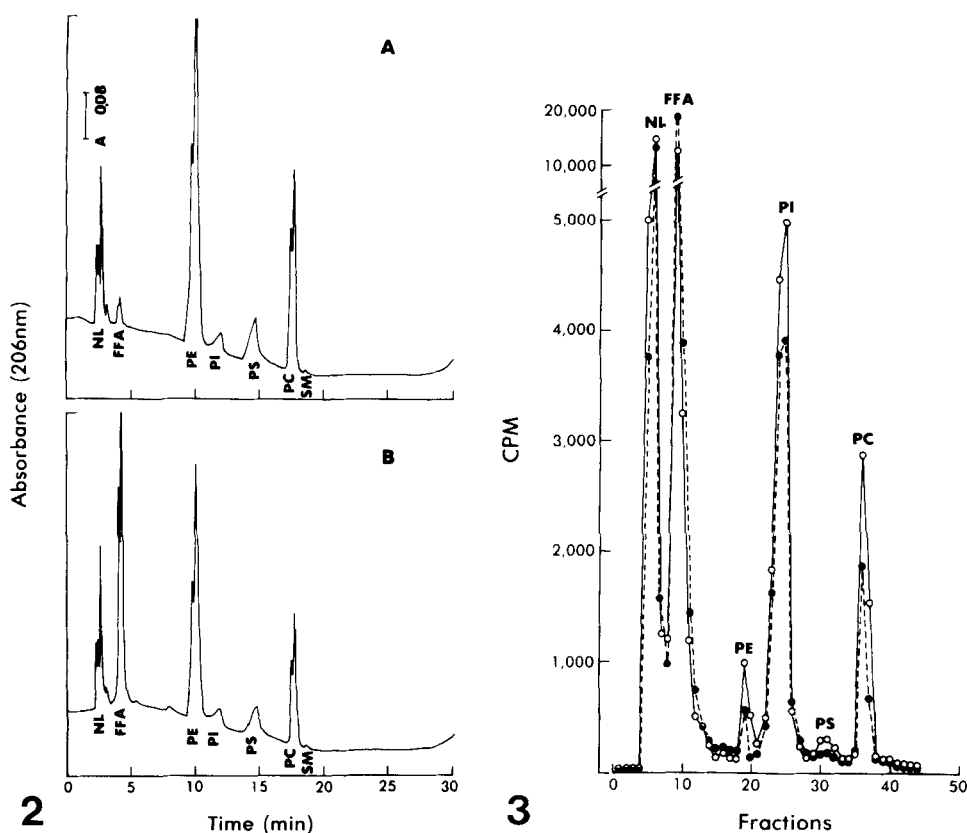 A
A 0.08
NL
FFA
PE
PI
PS
PC
SM
B
NL
FFA
PE
PI
PS
PC
SM
Absorbance (206nm)
0 5 10 15 20 25 30
Time (min)
2
FFA
NL
PI
PC
PE
PS
20,000
10,000
5,000
4,000
3,000
2,000
1,000
CPM
0 10 20 30 40 50
Fractions
3